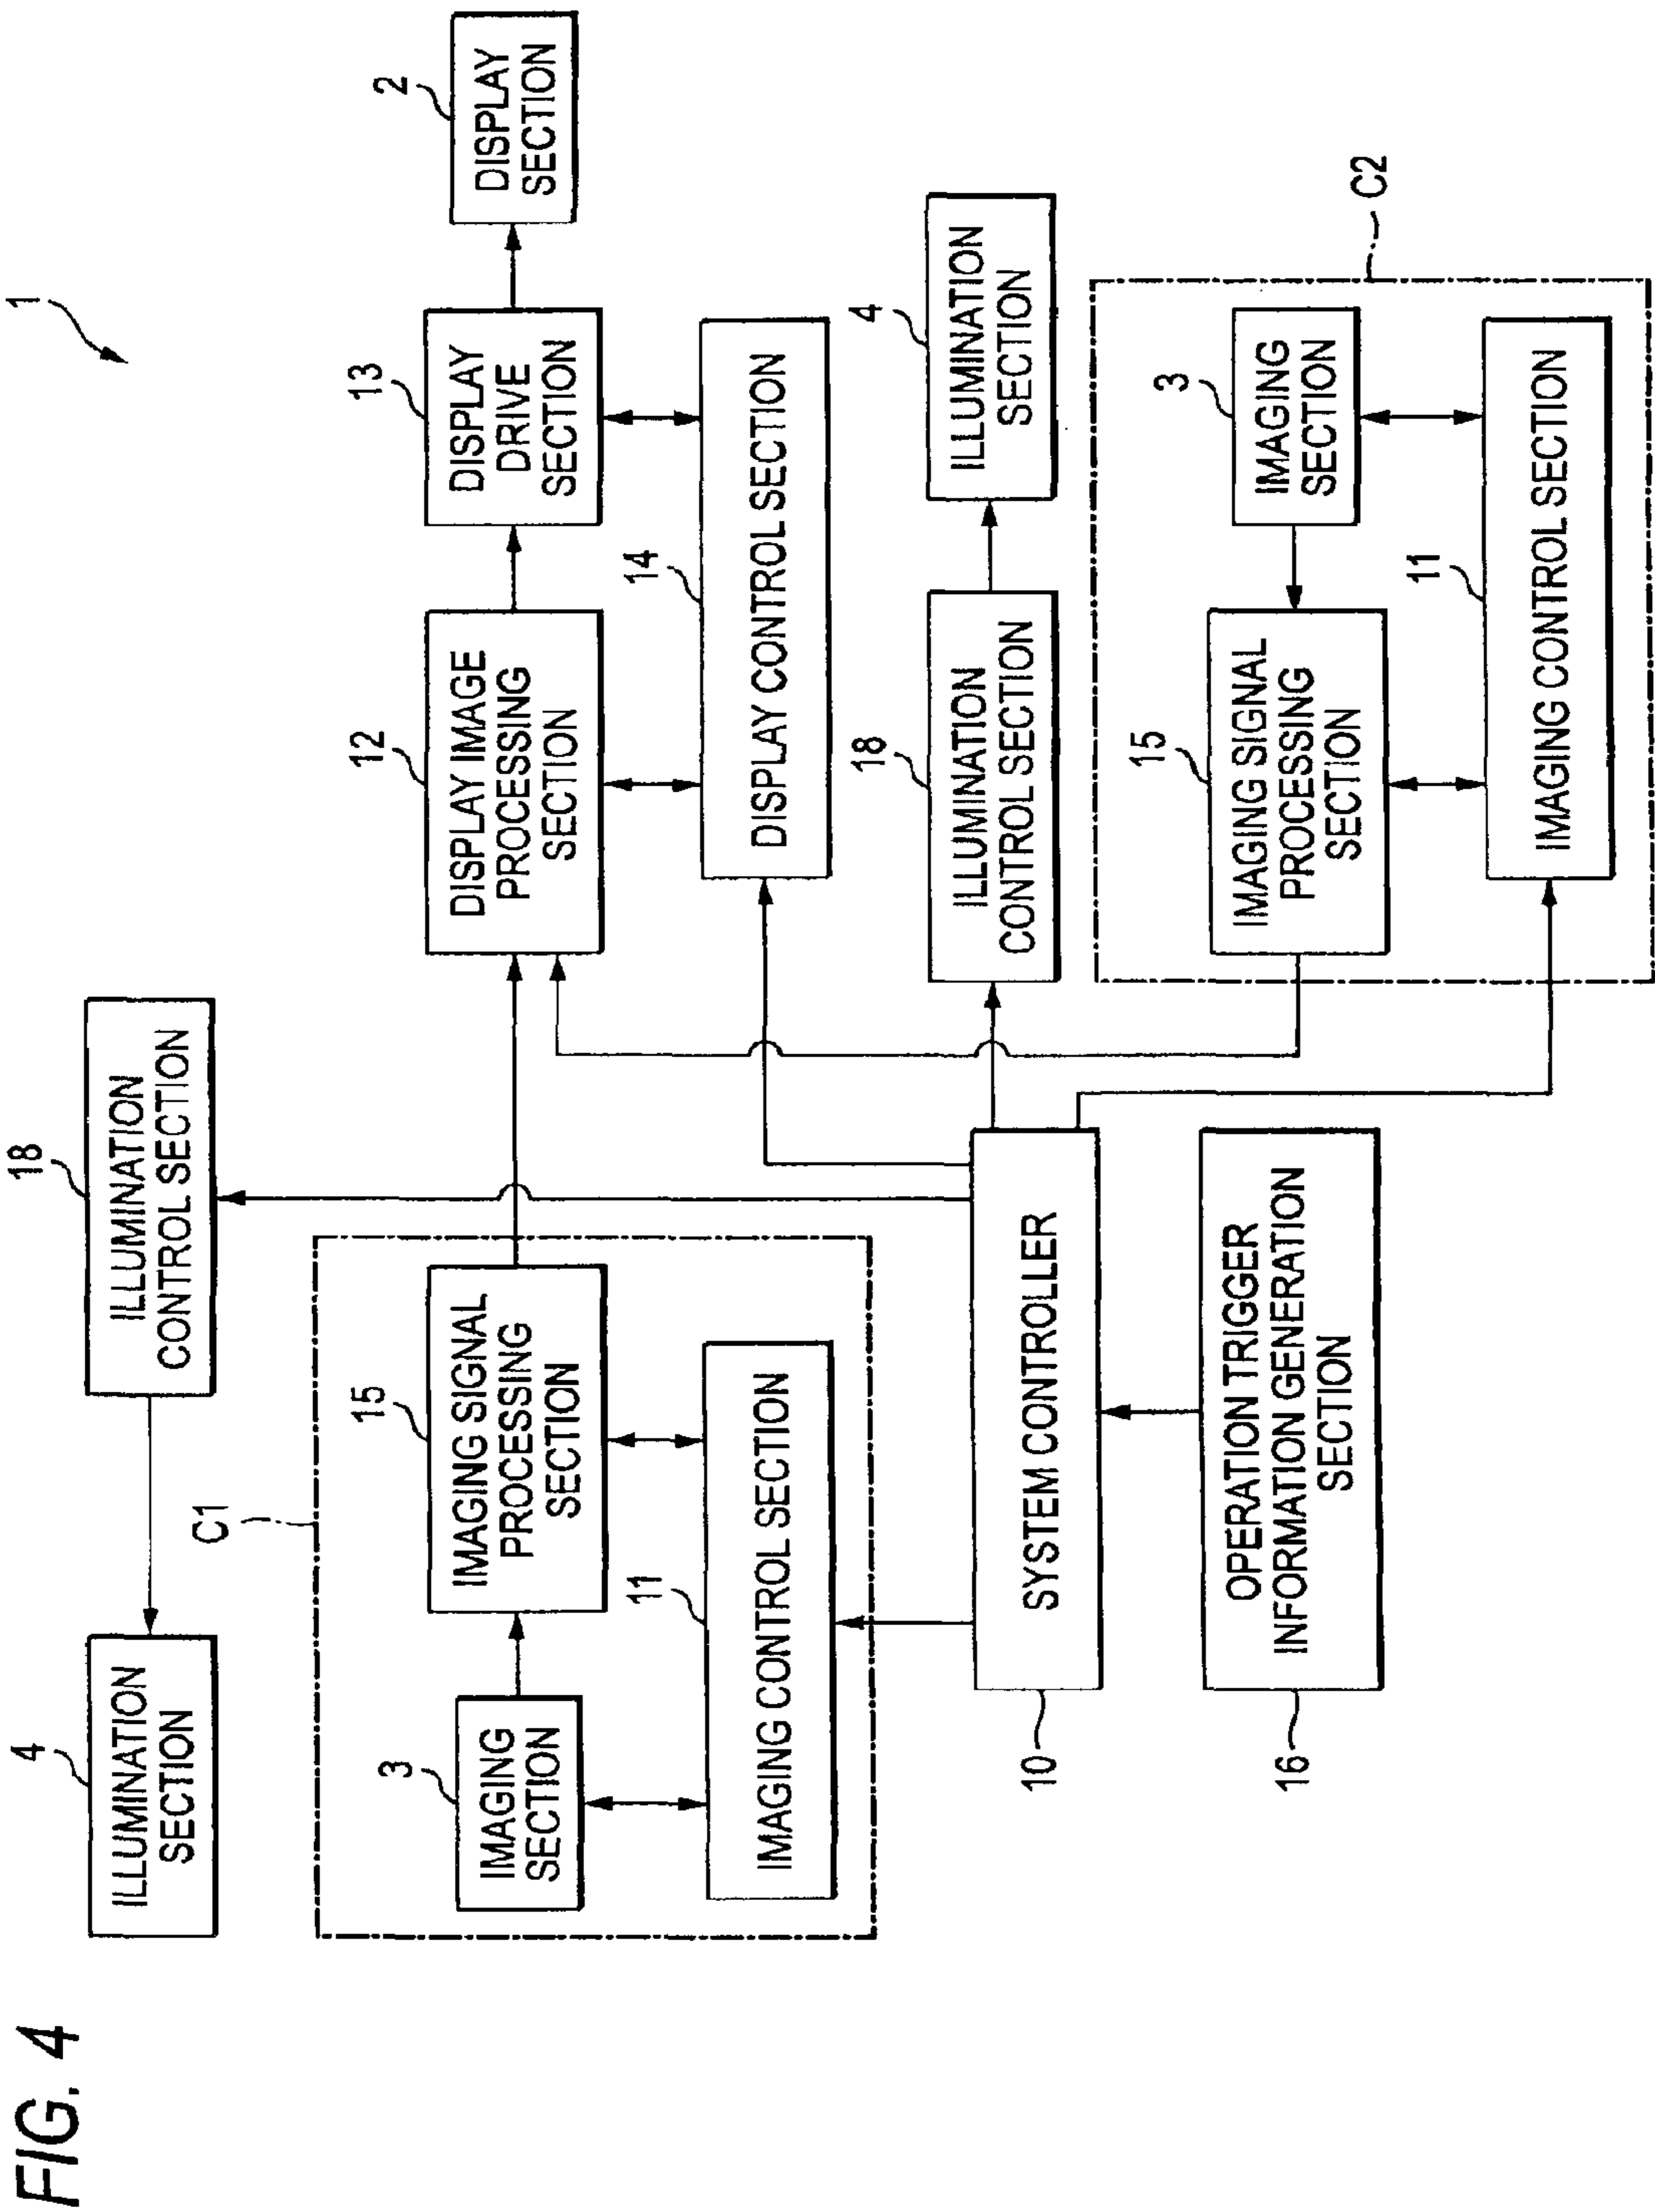 FIG. 4
1
4
ILLUMINATION
SECTION
18
ILLUMINATION
CONTROL SECTION
C1
3
IMAGING
SECTION
15
IMAGING SIGNAL
PROCESSING
SECTION
11
IMAGING CONTROL SECTION
12
DISPLAY IMAGE
PROCESSING
SECTION
13
DISPLAY
DRIVE
SECTION
2
DISPLAY
SECTION
14
DISPLAY CONTROL SECTION
10
SYSTEM CONTROLLER
18
ILLUMINATION
CONTROL SECTION
4
ILLUMINATION
SECTION
16
OPERATION TRIGGER
INFORMATION GENERATION
SECTION
C2
15
IMAGING SIGNAL
PROCESSING
SECTION
3
IMAGING
SECTION
11
IMAGING CONTROL SECTION